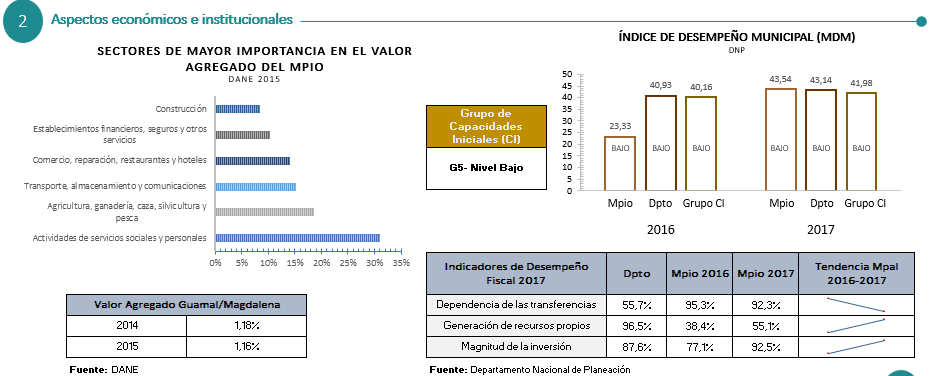 2
Aspectos económicos e institucionales
SECTORES DE MAYOR IMPORTANCIA EN EL VALOR
AGREGADO DEL MPIO
DANE 2015
Construcción
Establecimientos financieros, seguros y otros
servicios
Comercio, reparación, restaurantes y hoteles
Transporte, almacenamiento y comunicaciones
Agricultura, ganadería, caza, silvicultura y
pesca
Actividades de servicios sociales y personales
0% 5% 10% 15% 20% 25% 30% 35%
Valor Agregado Guamal/Magdalena
2014 1,18%
2015 1,16%
Fuente: DANE
Grupo de
Capacidades
Iniciales (CI)
G5- Nivel Bajo
ÍNDICE DE DESEMPEÑO MUNICIPAL (MDM)
DNP
50
45
40
35
30
25
20
15
10
5
0
23,33 40,93 40,16 43,54 43,14 41,98
BAJO BAJO BAJO BAJO BAJO BAJO
Mpio Dpto Grupo CI Mpio Dpto Grupo CI
2016 2017
Indicadores de Desempeño
Fiscal 2017
Dpto Mpio 2016 Mpio 2017
Tendencia Mpal
2016-2017
Dependencia de las transferencias 55,7% 95,3% 92,3%
Generación de recursos propios 96,5% 38,4% 55,1%
Magnitud de la inversión 87,6% 77,1% 92,5%
Fuente: Departamento Nacional de Planeación